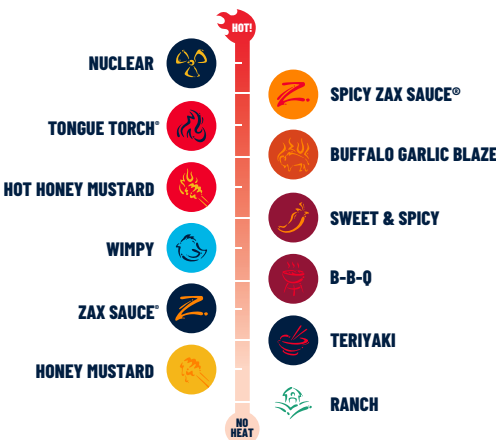 HOT!
NUCLEAR
SPICY ZAX SAUCE®
TONGUE TORCH®
BUFFALO GARLIC BLAZE
HOT HONEY MUSTARD
SWEET & SPICY
WIMPY
B-B-Q
ZAX SAUCE®
TERIYAKI
HONEY MUSTARD
RANCH
NO
HEAT